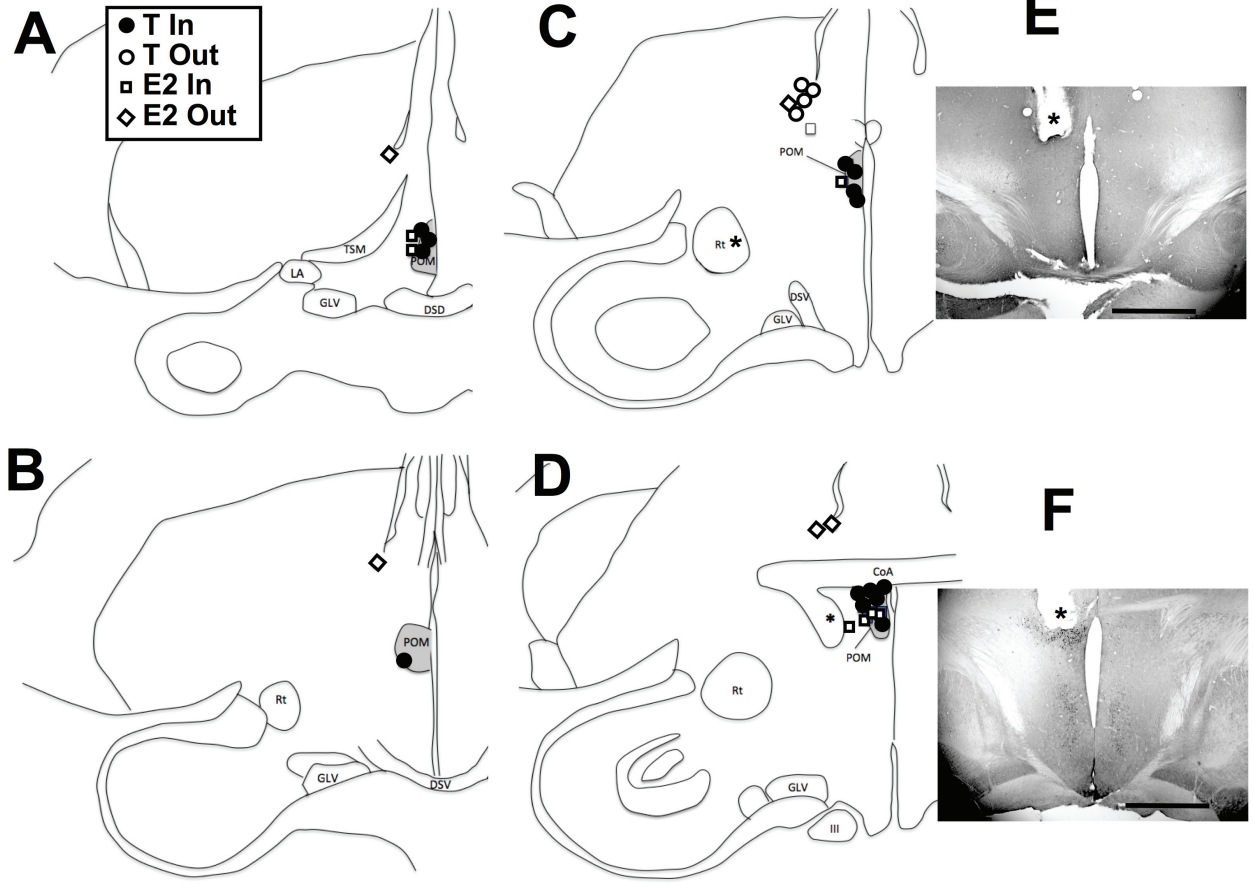 A
T In
T Out
E2 In
E2 Out
TSM
POM
LA
GLV
DSD
C
POM
Rt *
DSV
GLV
E
*
B
POM
Rt
GLV
DSV
D
CoA
*
POM
Rt
GLV
III
F
*